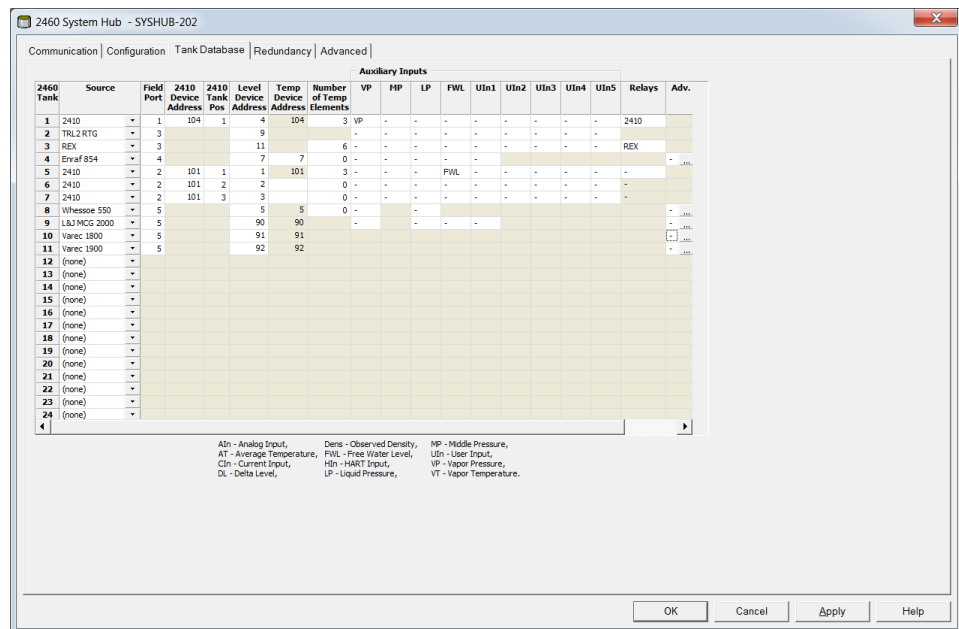 2460 System Hub - SYSHUB-202
Communication Configuration Tank Database Redundancy Advanced
Auxiliary Inputs
2460 Tank Source Field Port 2410 Device Address 2410 Tank Pos Level Device Address Temp Device Address Number of Temp Elements VP MP LP FWL UIn1 UIn2 UIn3 UIn4 UIn5 Relays Adv.
1 2410 1 104 1 4 104 3 VP - - - - - - - - 2410
2 TRL2 RTG 3 9 - - - - - - - - -
3 REX 3 11 6 - - - - - - - - - REX
4 Enraf 854 4 7 7 0 - - - - - - ...
5 2410 2 101 1 1 101 3 - - - FWL - - - - - -
6 2410 2 101 2 2 0 - - - - - - - - - -
7 2410 2 101 3 3 0 - - - - - - - - - -
8 Whessoe 550 5 5 5 0 - - - ...
9 L&J MCG 2000 5 90 90 - - - - - ...
10 Varec 1800 5 91 91 - ...
11 Varec 1900 5 92 92 - ...
12 (none)
13 (none)
14 (none)
15 (none)
16 (none)
17 (none)
18 (none)
19 (none)
20 (none)
21 (none)
22 (none)
23 (none)
24 (none)
AIn - Analog Input, Dens - Observed Density, MP - Middle Pressure,
AT - Average Temperature, FWL - Free Water Level, UIn - User Input,
CIn - Current Input, HIn - HART Input, VP - Vapor Pressure,
DL - Delta Level, LP - Liquid Pressure, VT - Vapor Temperature.
OK Cancel Apply Help